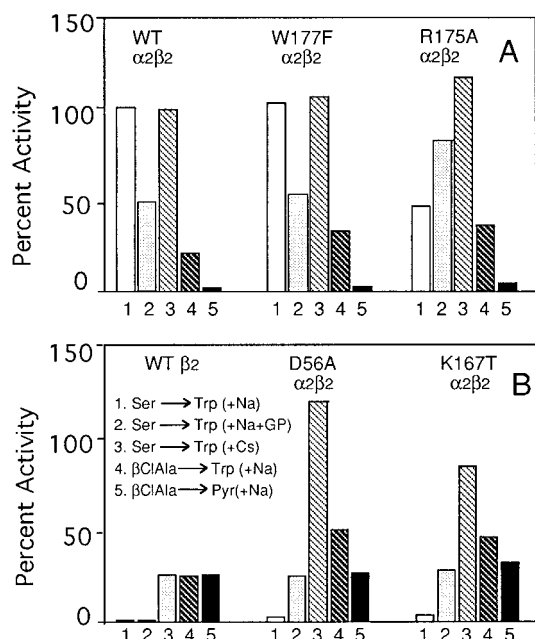 150
100
50
0
Percent Activity
WT
α2β2
W177F
α2β2
R175A
α2β2
A
1 2 3 4 5
1 2 3 4 5
1 2 3 4 5
150
100
50
0
Percent Activity
WT β2
D56A
α2β2
K167T
α2β2
B
1. Ser → Trp (+Na)
2. Ser → Trp (+Na+GP)
3. Ser → Trp (+Cs)
4. βClAla → Trp (+Na)
5. βClAla → Pyr(+Na)
1 2 3 4 5
1 2 3 4 5
1 2 3 4 5